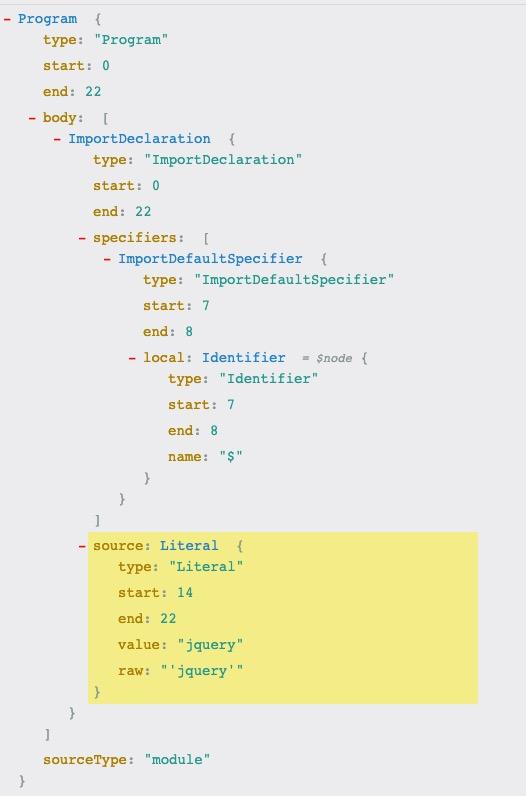 - Program {
type: "Program"
start: 0
end: 22
- body: [
- ImportDeclaration {
type: "ImportDeclaration"
start: 0
end: 22
- specifiers: [
- ImportDefaultSpecifier {
type: "ImportDefaultSpecifier"
start: 7
end: 8
- local: Identifier = $node {
type: "Identifier"
start: 7
end: 8
name: "$"
}
}
]
- source: Literal {
type: "Literal"
start: 14
end: 22
value: "jquery"
raw: "'jquery'"
}
}
]
sourceType: "module"
}